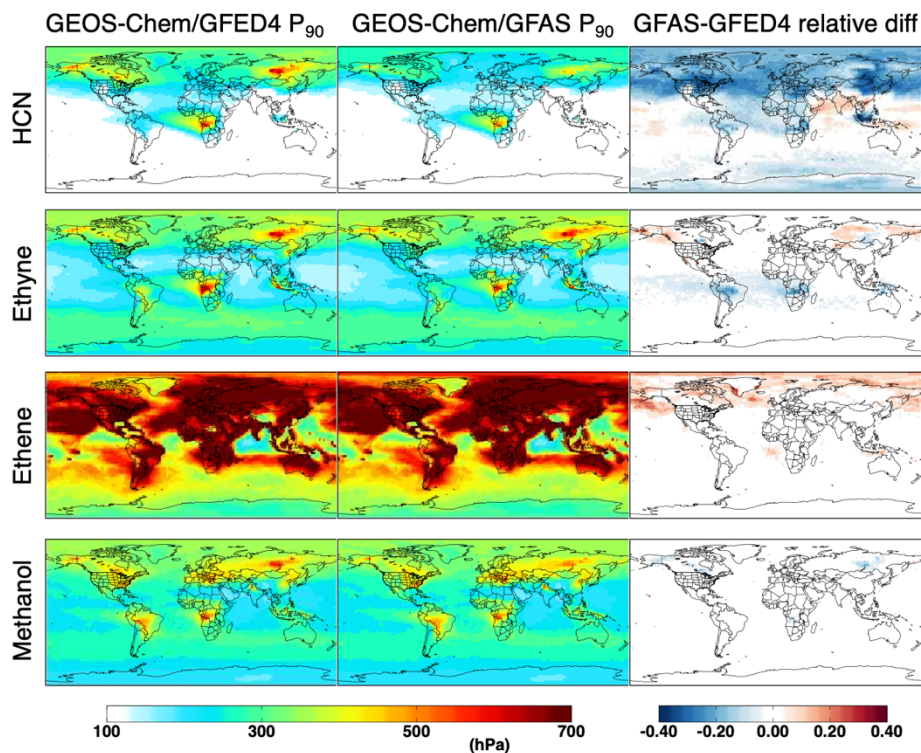 GEOS-Chem/GFED4 P90 GEOS-Chem/GFAS P90 GFAS-GFED4 relative diff
HCN
Ethyne
Ethene
Methanol
100 300 500 700 -0.40 -0.20 0.00 0.20 0.40
(hPa)